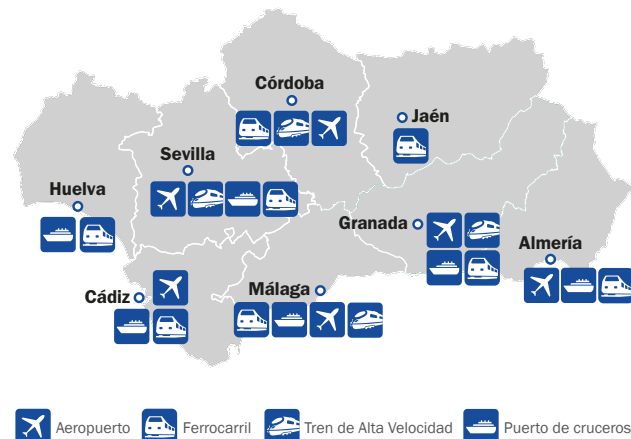 Córdoba
Jaén
Sevilla
Huelva
Granada
Almería
Cádiz
Málaga
Aeropuerto Ferrocarril Tren de Alta Velocidad Puerto de cruceros